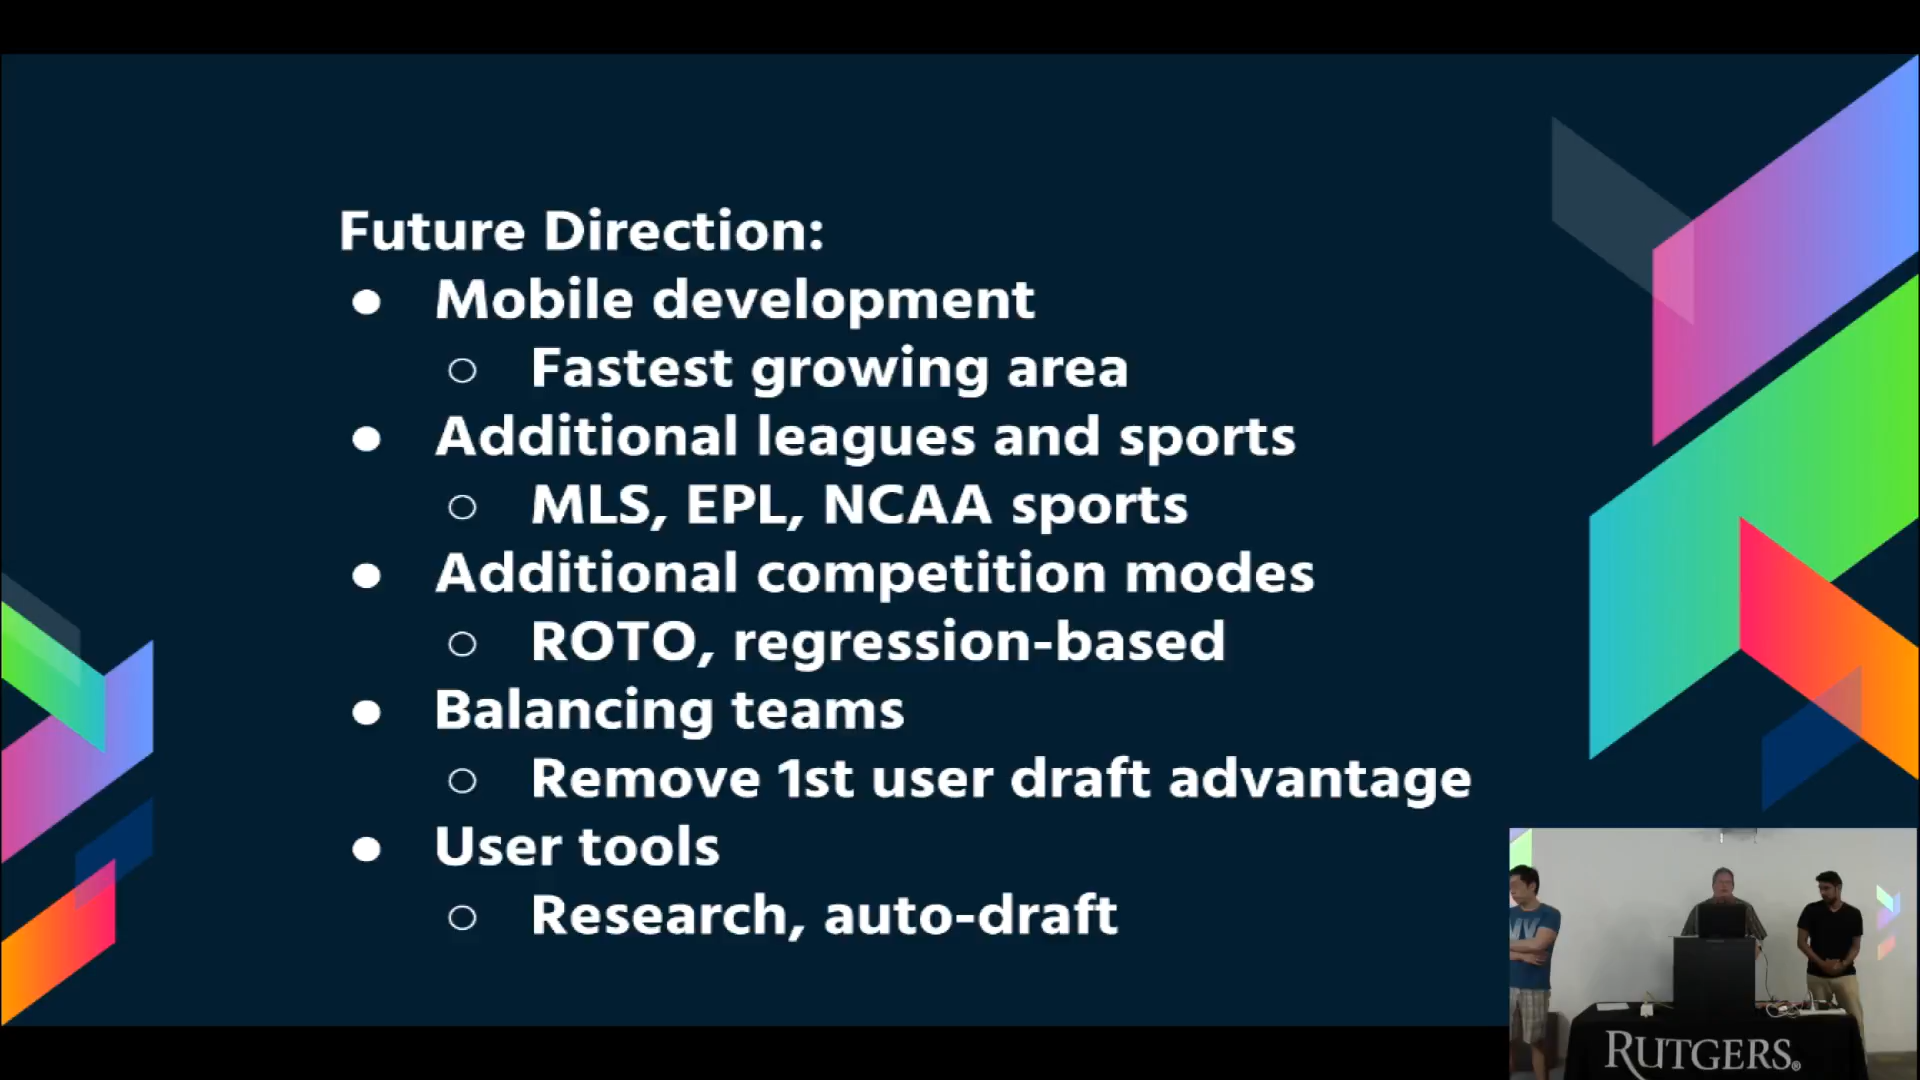 Future Direction:
● Mobile development
○ Fastest growing area
● Additional leagues and sports
○ MLS, EPL, NCAA sports
● Additional competition modes
○ ROTO, regression-based
● Balancing teams
○ Remove 1st user draft advantage
● User tools
○ Research, auto-draft
RUTGERS®